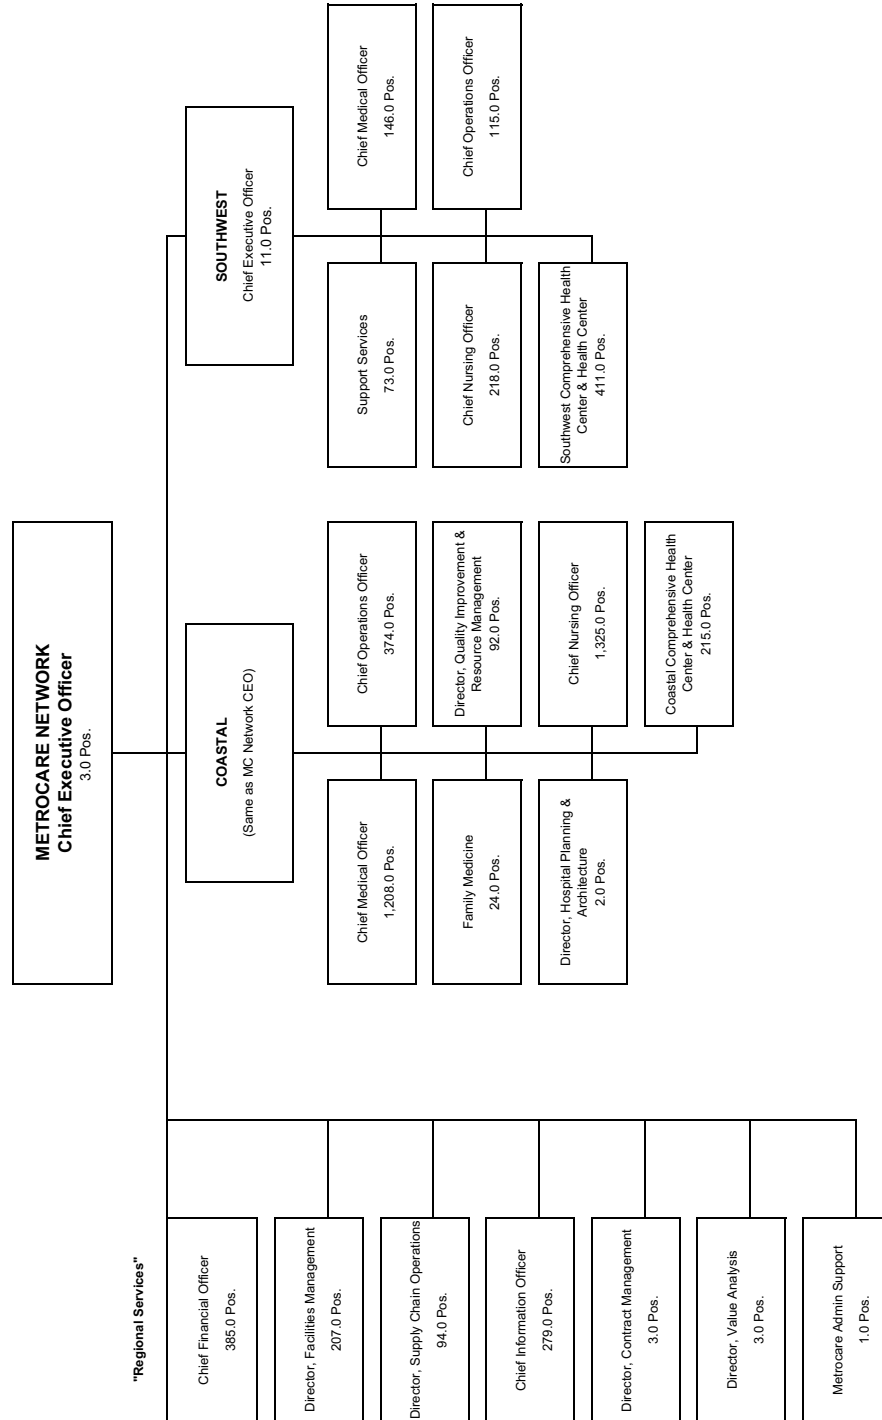 METROCARE NETWORK
Chief Executive Officer
3.0 Pos.
"Regional Services"
Chief Financial Officer
385.0 Pos.
Director, Facilities Management
207.0 Pos.
Director, Supply Chain Operations
94.0 Pos.
Chief Information Officer
279.0 Pos.
Director, Contract Management
3.0 Pos.
Director, Value Analysis
3.0 Pos.
Metrocare Admin Support
1.0 Pos.
COASTAL
(Same as MC Network CEO)
Chief Medical Officer
1,208.0 Pos.
Chief Operations Officer
374.0 Pos.
Family Medicine
24.0 Pos.
Director, Quality Improvement &
Resource Management
92.0 Pos.
Director, Hospital Planning &
Architecture
2.0 Pos.
Chief Nursing Officer
1,325.0 Pos.
Coastal Comprehensive Health
Center & Health Center
215.0 Pos.
SOUTHWEST
Chief Executive Officer
11.0 Pos.
Support Services
73.0 Pos.
Chief Medical Officer
146.0 Pos.
Chief Nursing Officer
218.0 Pos.
Chief Operations Officer
115.0 Pos.
Southwest Comprehensive Health
Center & Health Center
411.0 Pos.